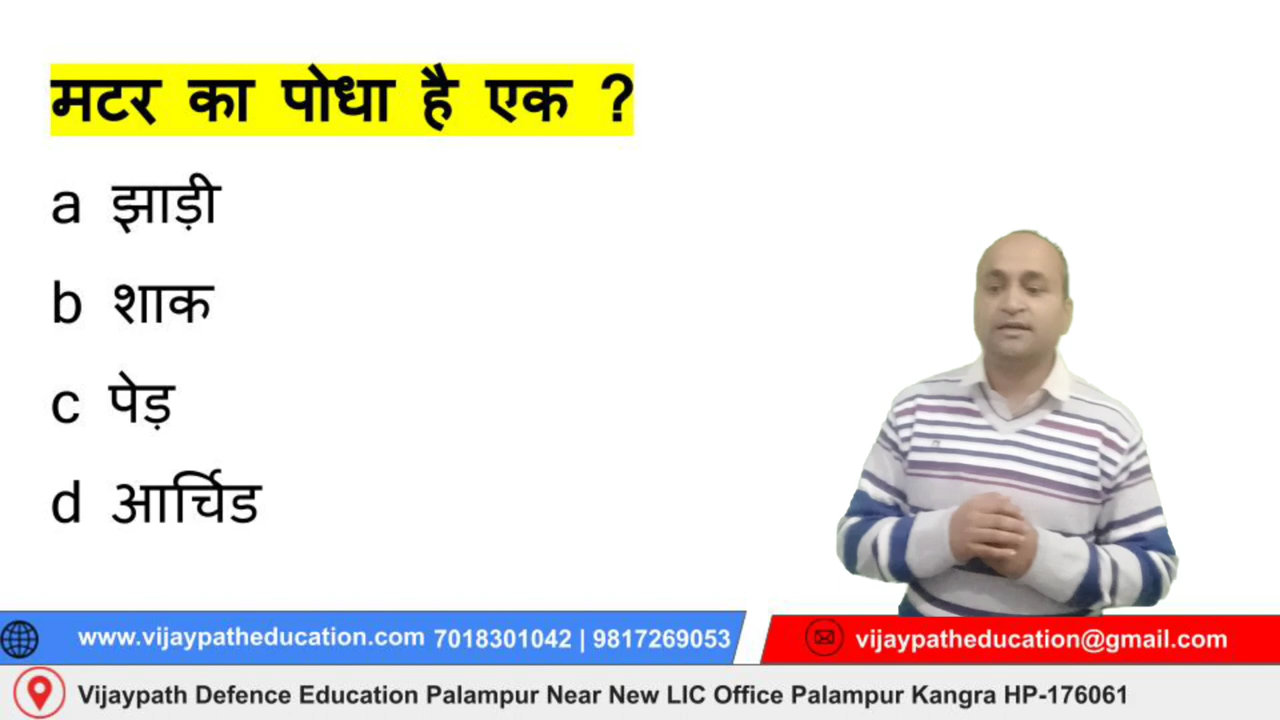 मटर का पोधा है एक ?
a झाड़ी
b शाक
c पेड़
d आर्चिड
www.vijaypatheducation.com 7018301042 | 9817269053
vijaypatheducation@gmail.com
Vijaypath Defence Education Palampur Near New LIC Office Palampur Kangra HP-176061